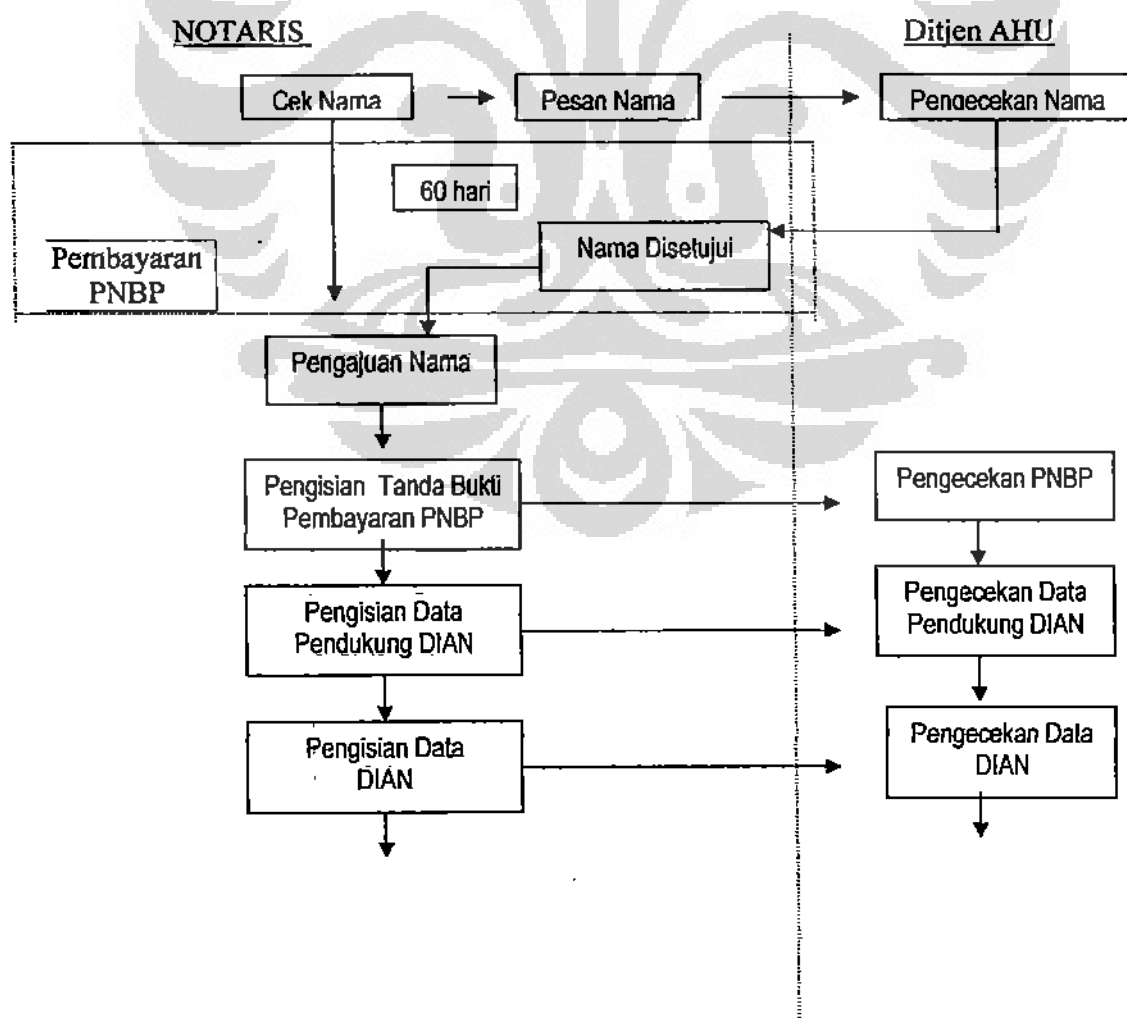 NOTARIS
Ditjen AHU
Cek Nama
Pesan Nama
Pengecekan Nama
60 hari
Nama Disetujui
Pembayaran
PNBP
Pengajuan Nama
Pengisian Tanda Bukti
Pembayaran PNBP
Pengecekan PNBP
Pengisian Data
Pendukung DIAN
Pengecekan Data
Pendukung DIAN
Pengisian Data
DIAN
Pengecekan Data
DIAN